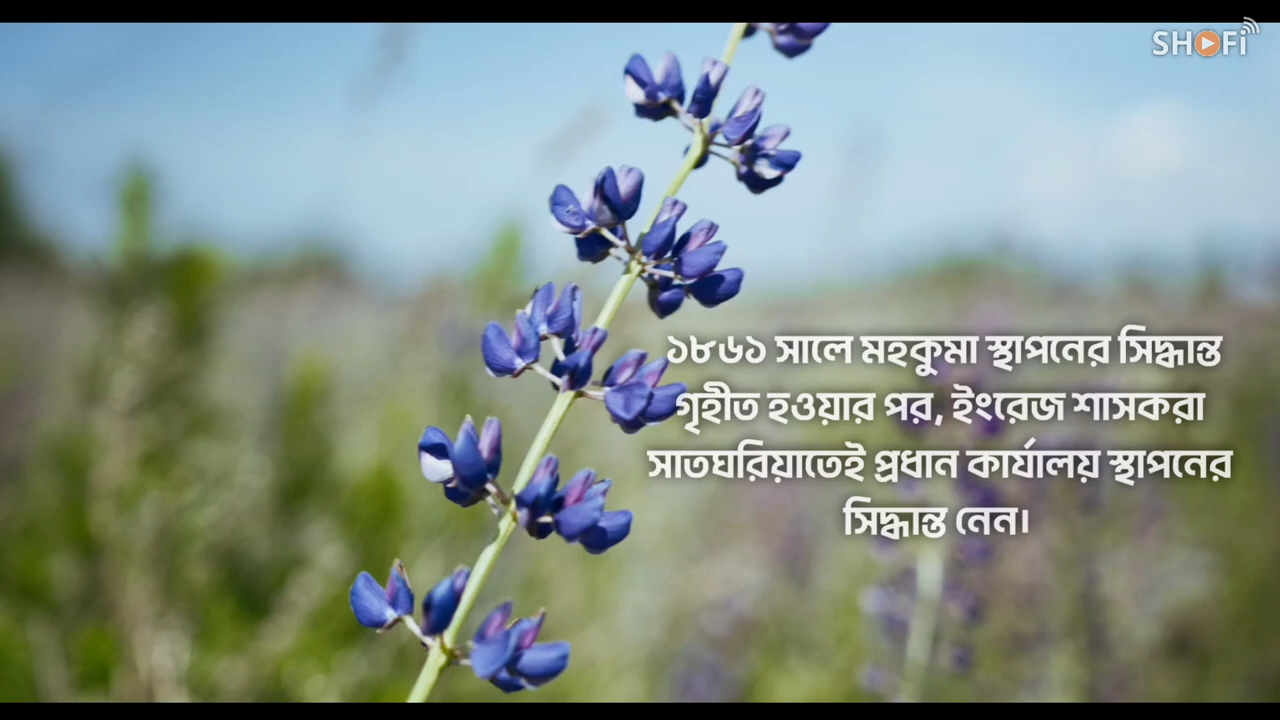 SHOFi
১৮৬১ সালে মহকুমা স্থাপনের সিদ্ধান্ত
গৃহীত হওয়ার পর, ইংরেজ শাসকরা
সাতঘরিয়াতেই প্রধান কার্যালয় স্থাপনের
সিদ্ধান্ত নেন।